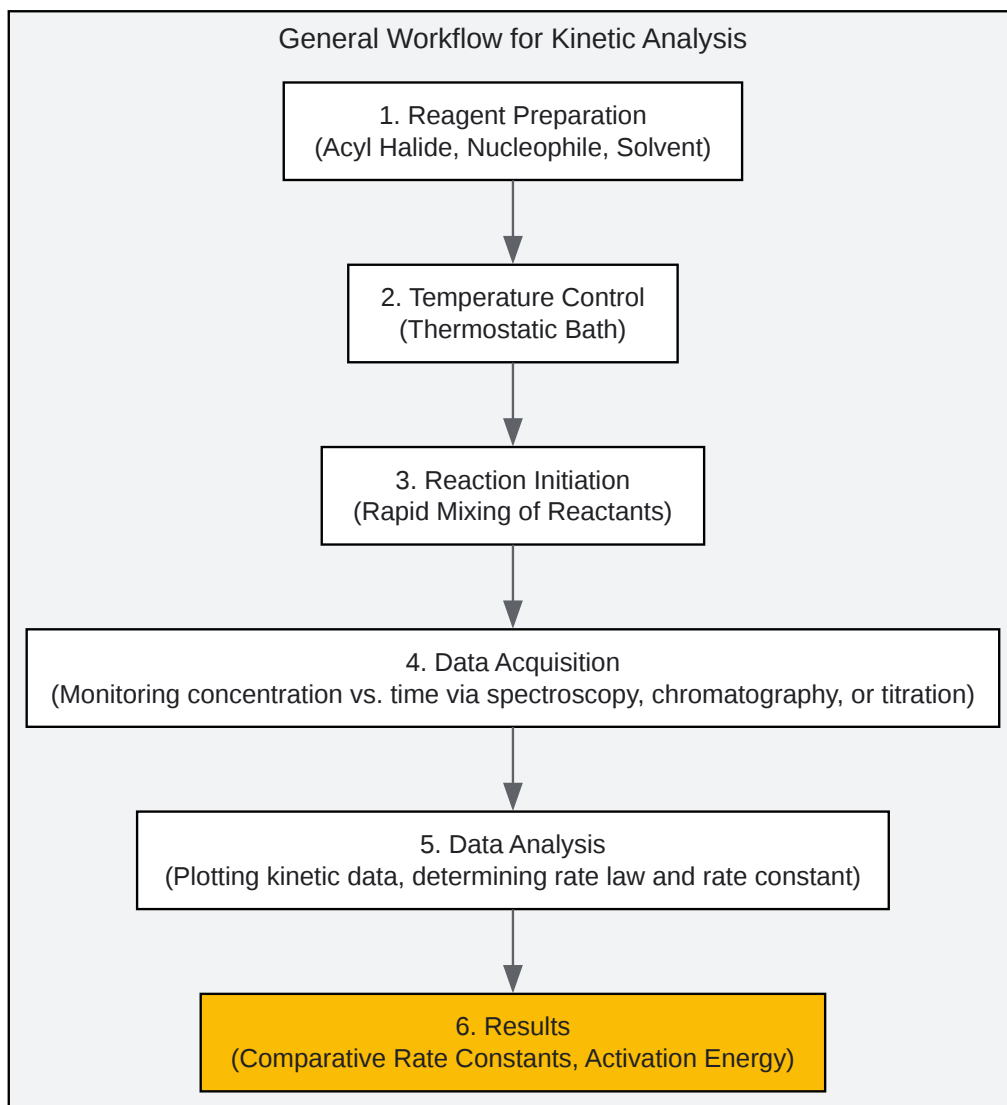 General Workflow for Kinetic Analysis
1. Reagent Preparation
(Acyl Halide, Nucleophile, Solvent)
2. Temperature Control
(Thermostatic Bath)
3. Reaction Initiation
(Rapid Mixing of Reactants)
4. Data Acquisition
(Monitoring concentration vs. time via spectroscopy, chromatography, or titration)
5. Data Analysis
(Plotting kinetic data, determining rate law and rate constant)
6. Results
(Comparative Rate Constants, Activation Energy)